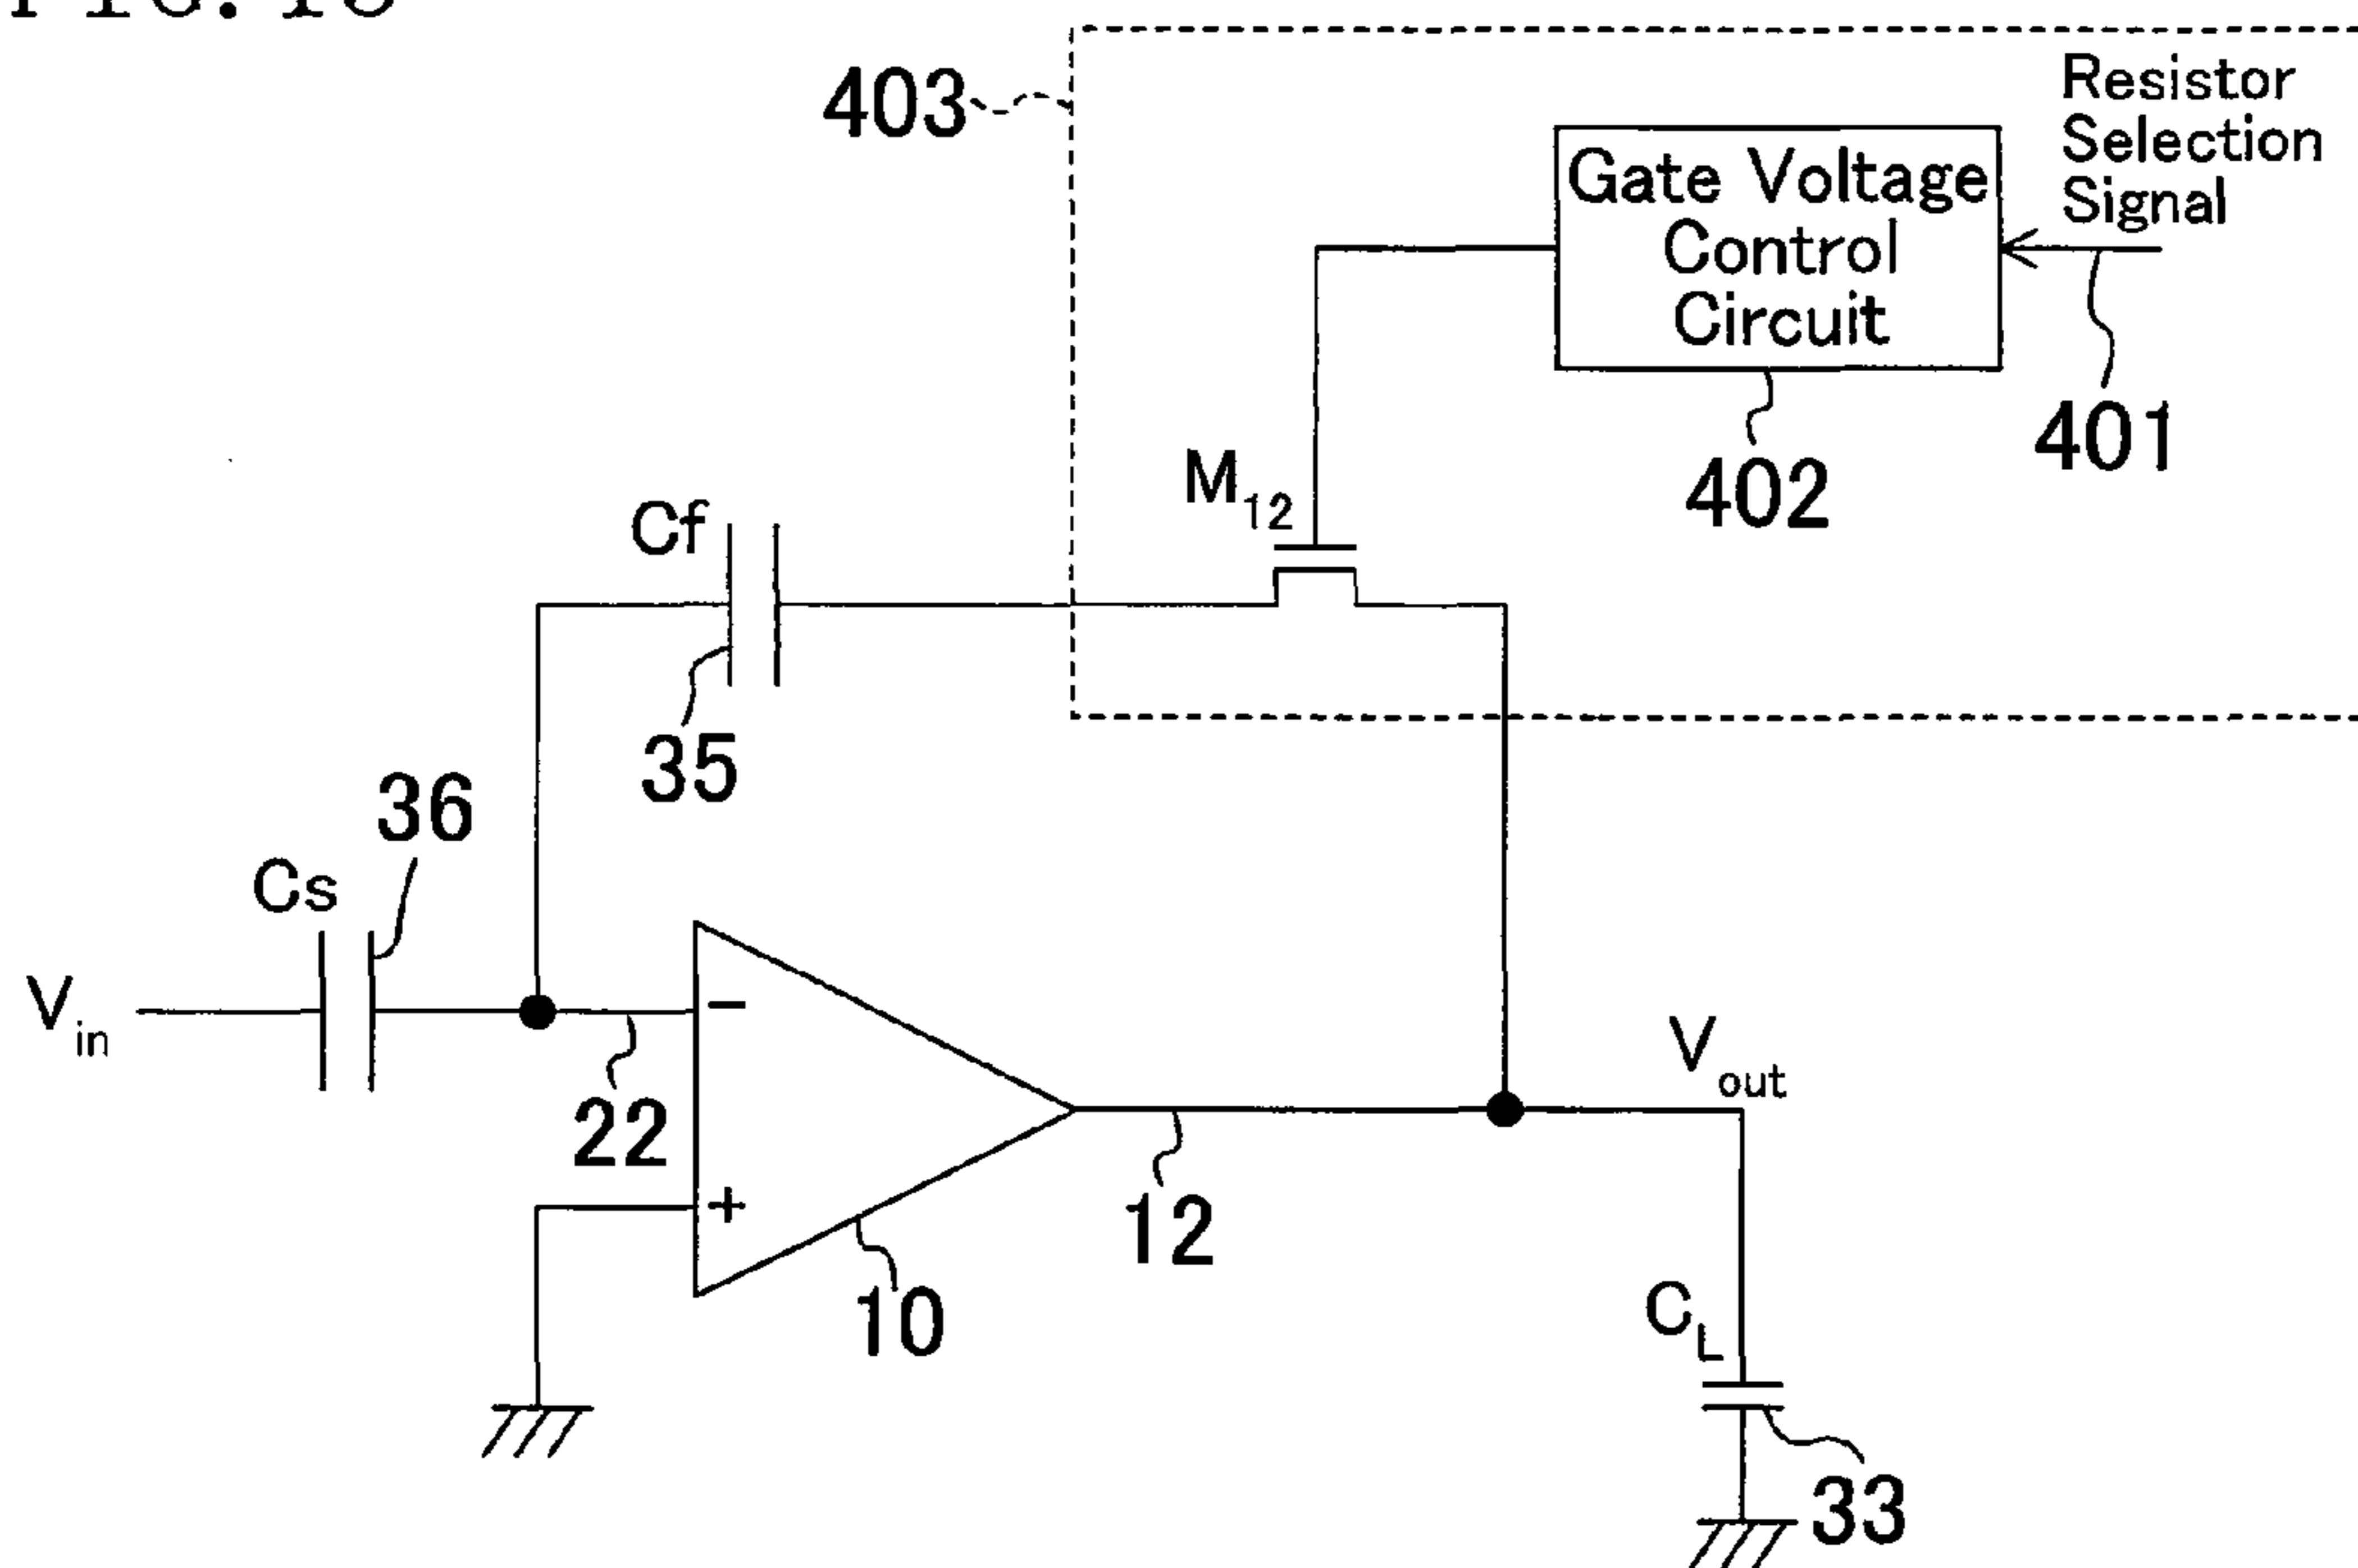 403
Resistor
Selection
Signal
Gate Voltage
Control
Circuit
401
402
M12
Cf
35
36
Cs
Vin
22
−
+
10
12
Vout
CL
33